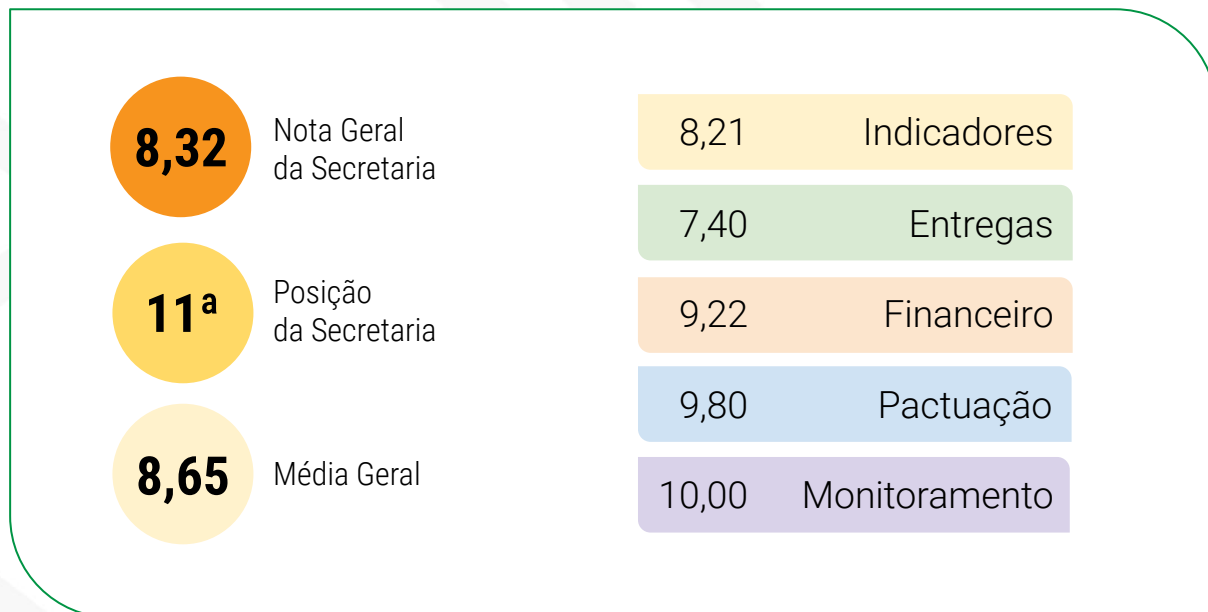 8,32
Nota Geral
da Secretaria
11ª
Posição
da Secretaria
8,65
Média Geral
8,21 Indicadores
7,40 Entregas
9,22 Financeiro
9,80 Pactuação
10,00 Monitoramento